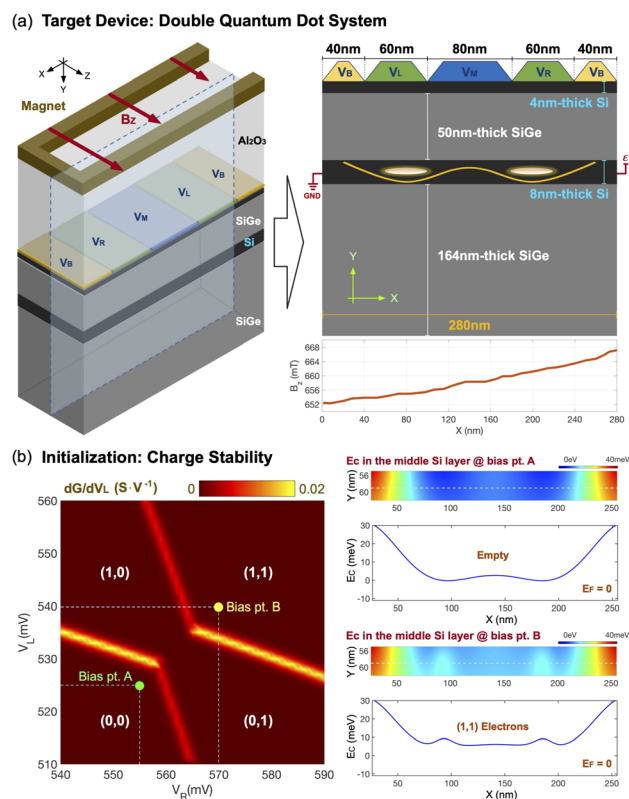 (a) Target Device: Double Quantum Dot System
X
Y
Z
Magnet
Bz
Al₂O₃
VB
VL
VM
VR
VB
SiGe
Si
SiGe
40nm 60nm 80nm 60nm 40nm
VB VL VM VR VB
4nm-thick Si
50nm-thick SiGe
GND
ε
8nm-thick Si
164nm-thick SiGe
Y
X
280nm
Bz (mT)
668
664
660
656
652
0 40 80 120 160 200 240 280
X (nm)
(b) Initialization: Charge Stability
dG/dVL (S·V⁻¹) 0 0.02
VL(mV)
560
550
540
530
520
510
(1,0) (1,1)
Bias pt. B
Bias pt. A
(0,0) (0,1)
540 550 560 570 580 590
VR(mV)
Ec in the middle Si layer @ bias pt. A 0eV 40meV
Y (nm)
56
60
50 100 150 200 250
Ec (meV)
30
20
10
0
-10
Empty
EF = 0
50 100 150 200 250
X (nm)
Ec in the middle Si layer @ bias pt. B 0eV 40meV
Y (nm)
56
60
50 100 150 200 250
Ec (meV)
30
20
10
0
-10
(1,1) Electrons
EF = 0
50 100 150 200 250
X (nm)